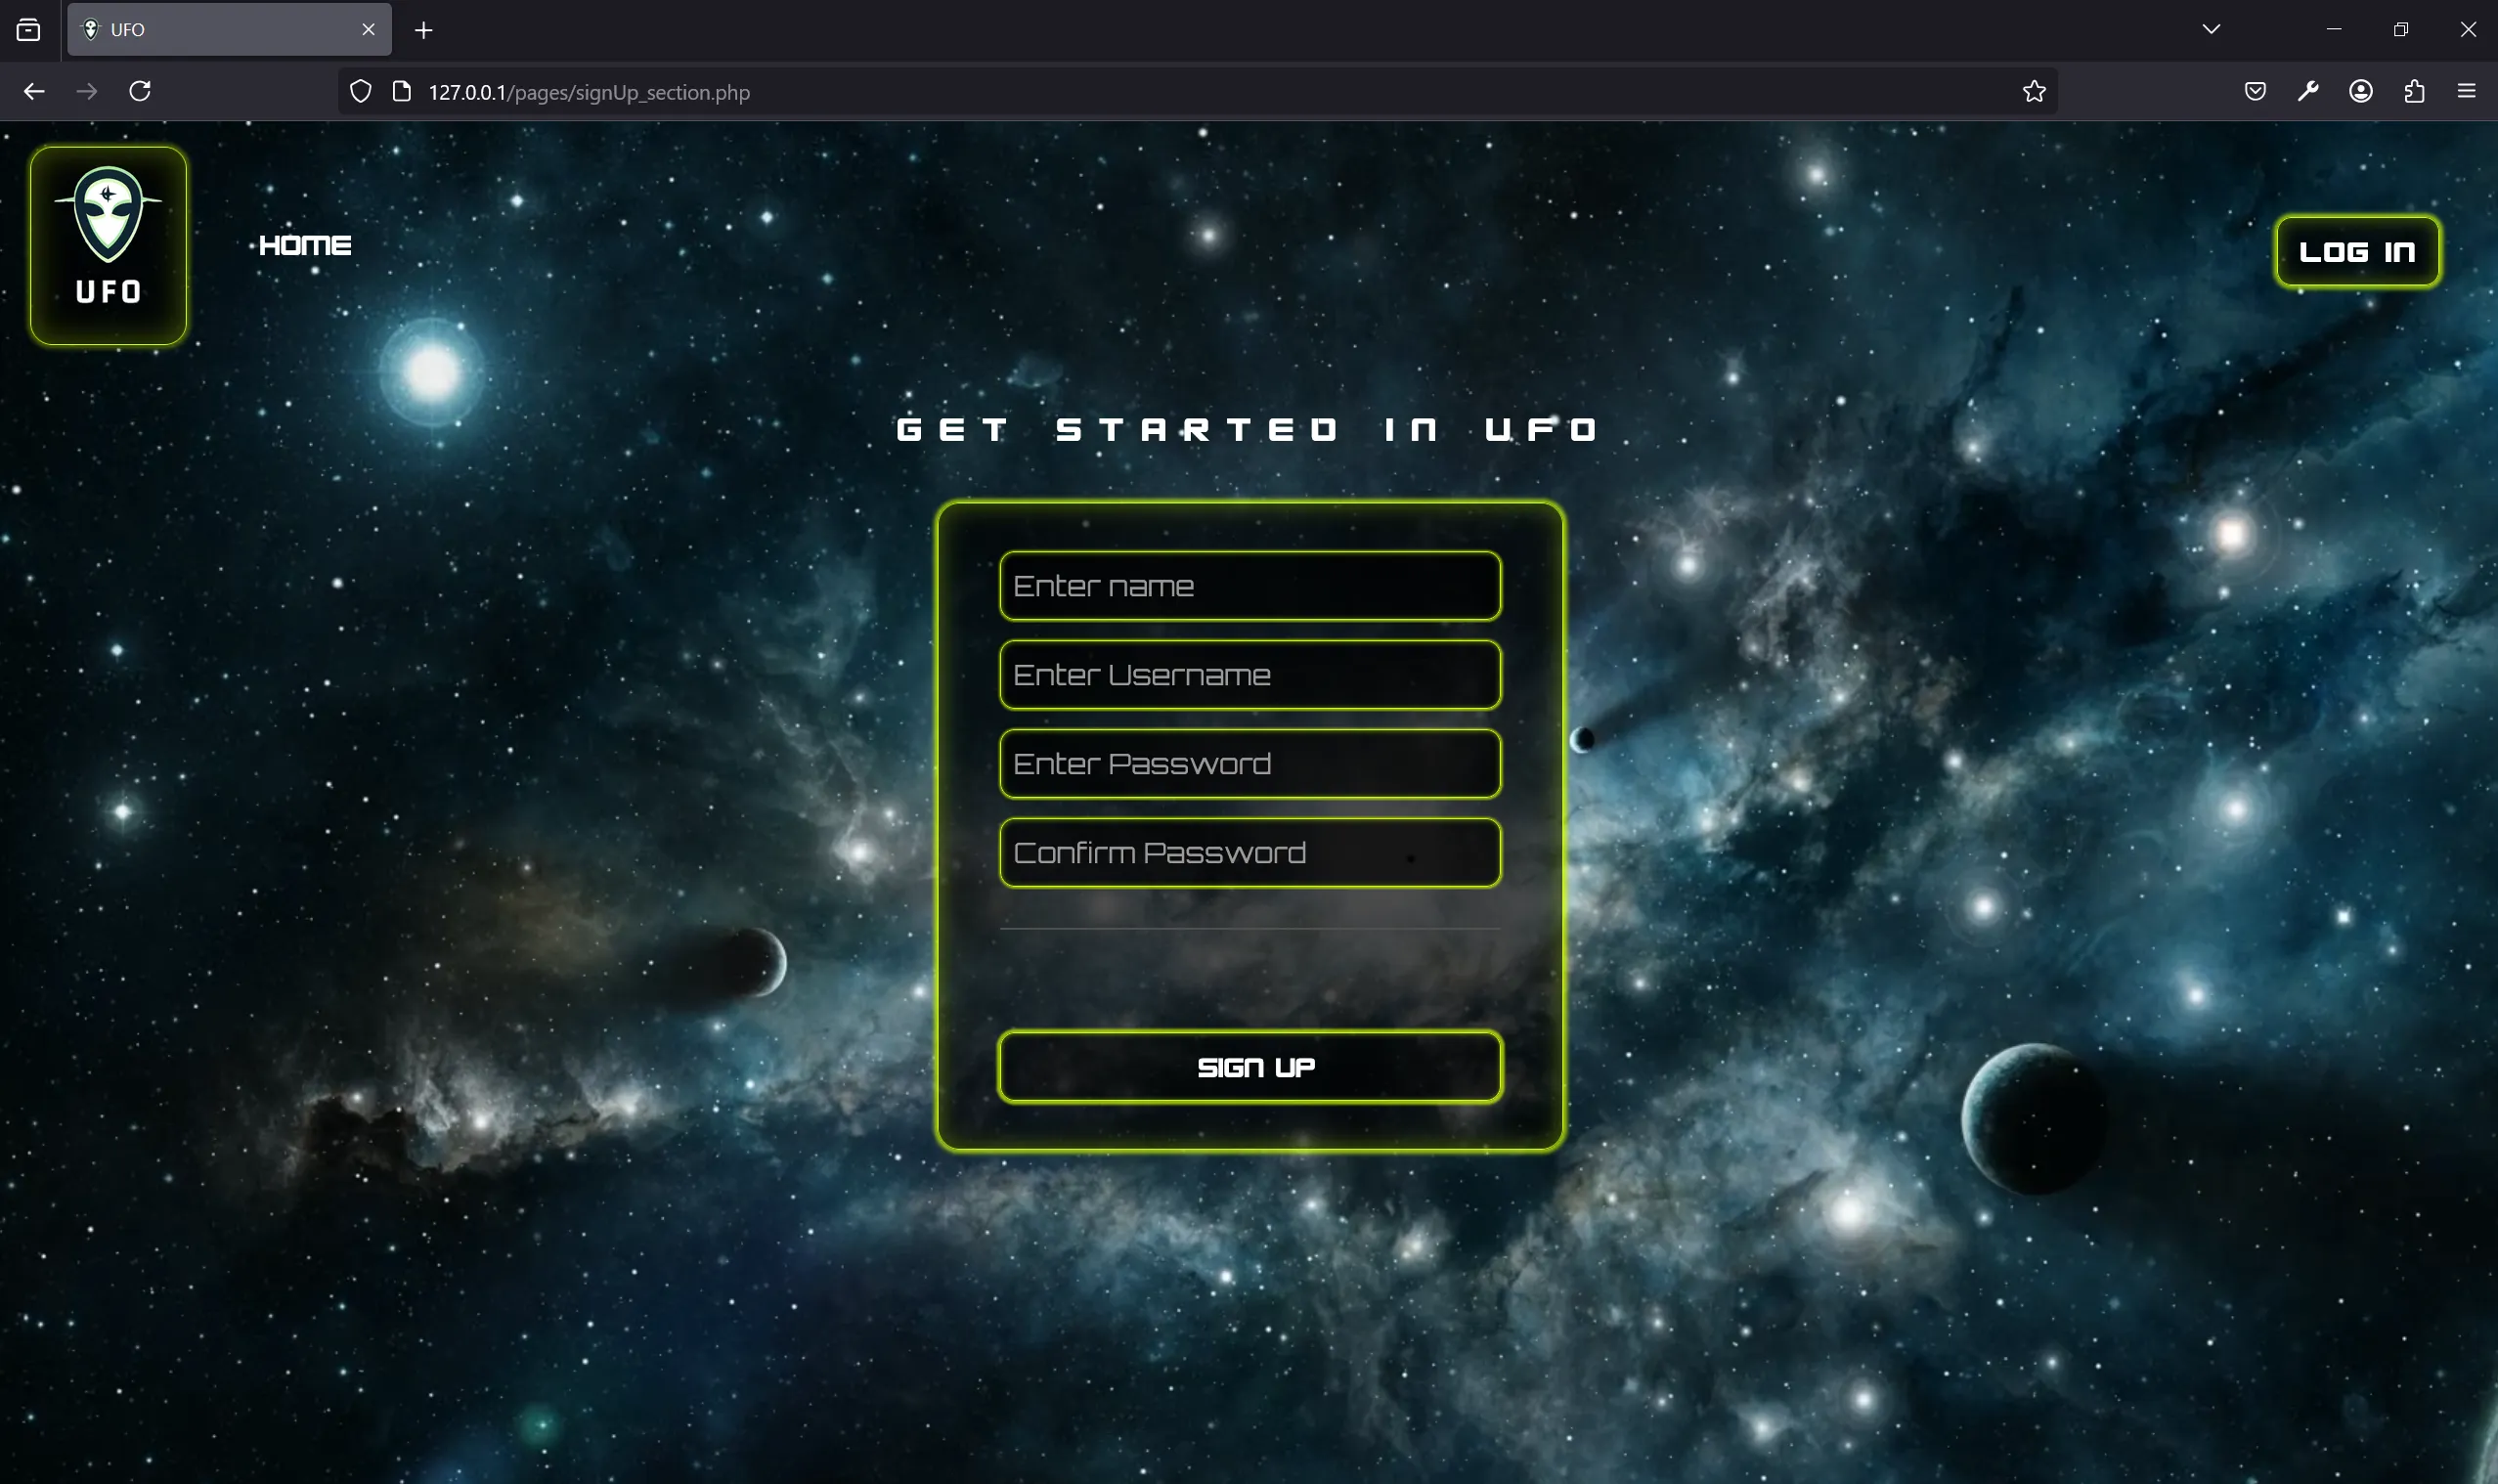 UFO
127.0.0.1/pages/signUp_section.php
UFO
HOME
LOG IN
GET STARTED IN UFO
Enter name
Enter Username
Enter Password
Confirm Password
SIGN UP